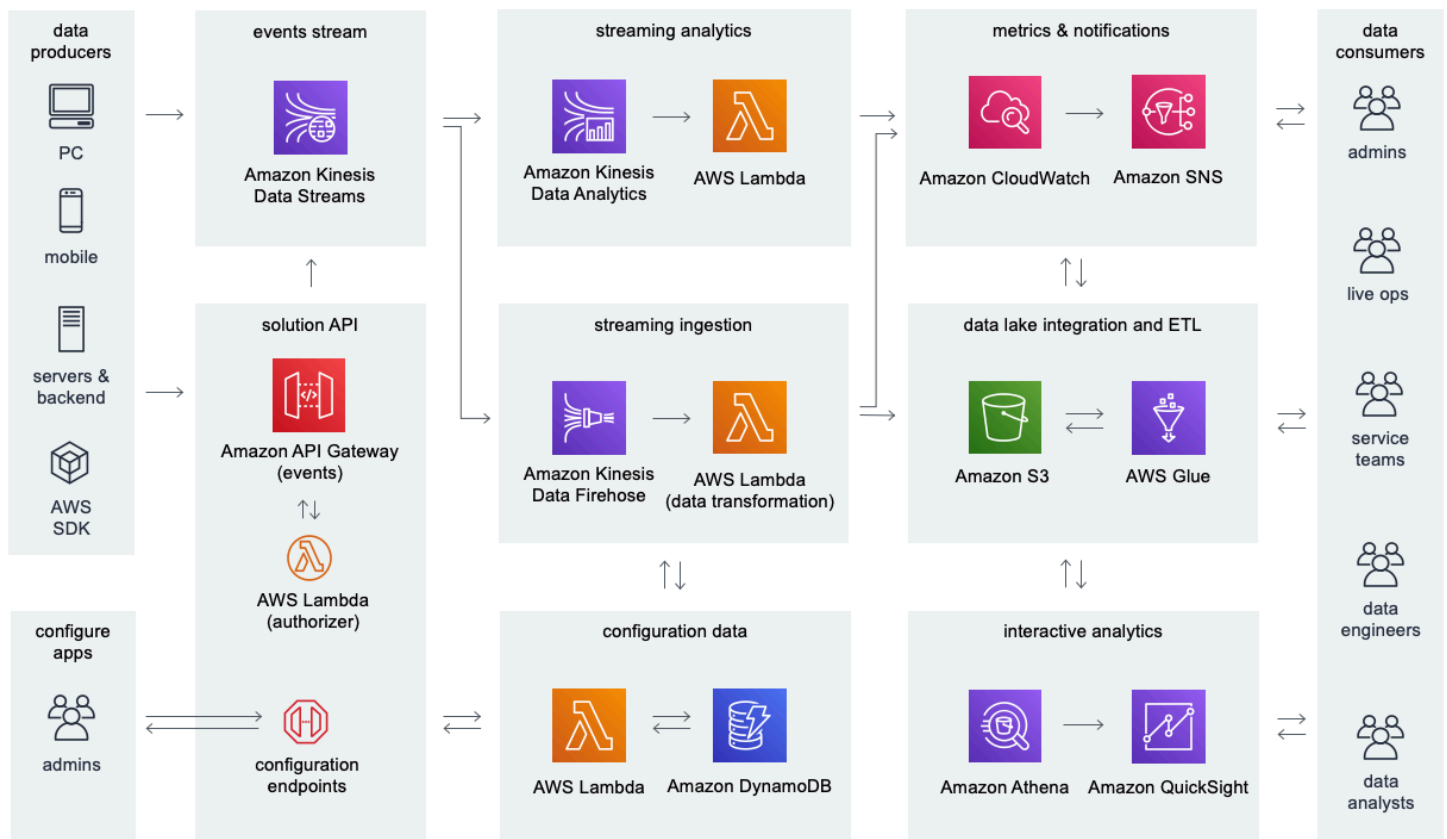 data
producers
PC
mobile
servers &
backend
AWS
SDK
configure
apps
admins
events stream
Amazon Kinesis
Data Streams
solution API
Amazon API Gateway
(events)
AWS Lambda
(authorizer)
configuration
endpoints
streaming analytics
Amazon Kinesis
Data Analytics
AWS Lambda
streaming ingestion
Amazon Kinesis
Data Firehose
AWS Lambda
(data transformation)
configuration data
AWS Lambda
Amazon DynamoDB
metrics & notifications
Amazon CloudWatch
Amazon SNS
data lake integration and ETL
Amazon S3
AWS Glue
interactive analytics
Amazon Athena
Amazon QuickSight
data
consumers
admins
live ops
service
teams
data
engineers
data
analysts